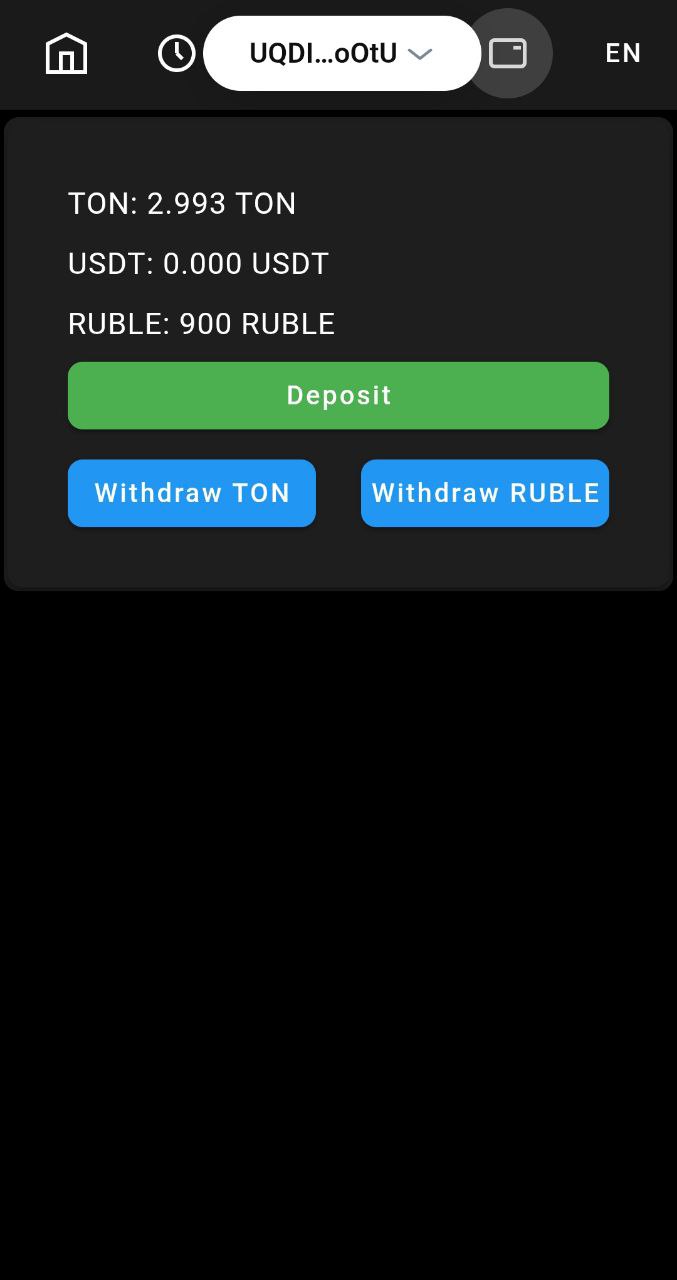 UQDI…oOtU
EN
TON: 2.993 TON
USDT: 0.000 USDT
RUBLE: 900 RUBLE
Deposit
Withdraw TON
Withdraw RUBLE